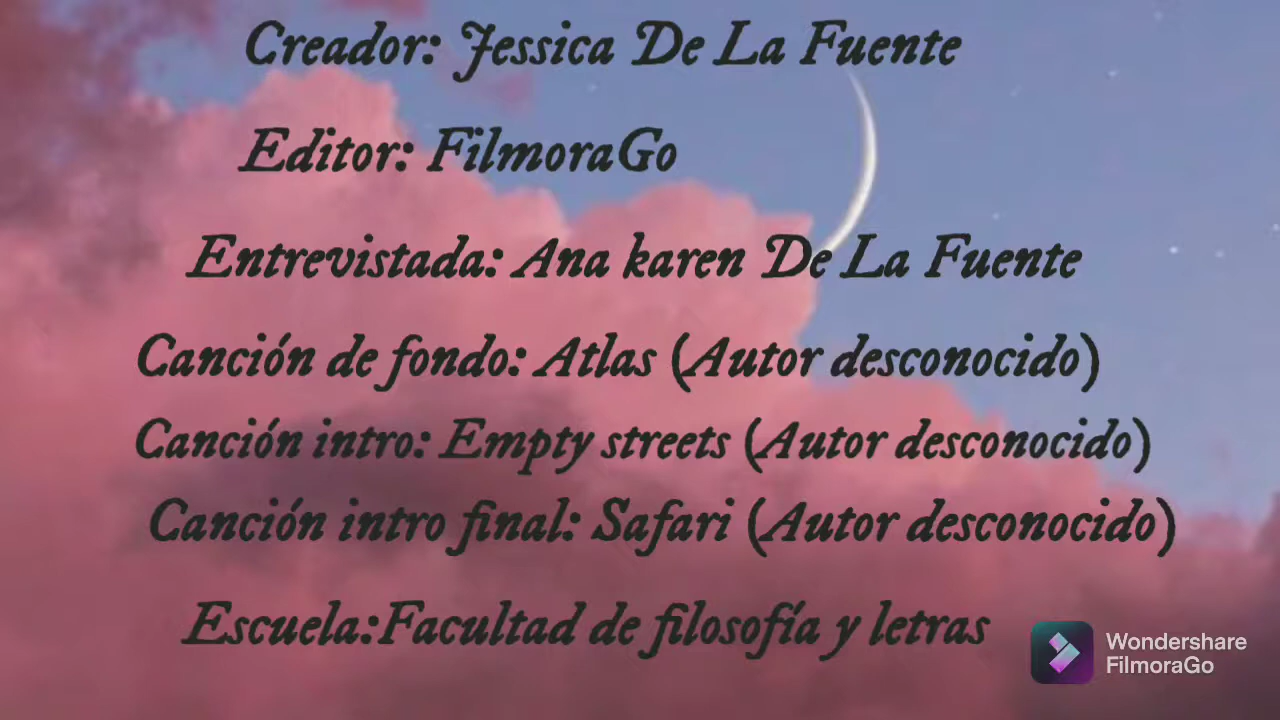 Creador: Jessica De La Fuente
Editor: FilmoraGo
Entrevistada: Ana karen De La Fuente
Canción de fondo: Atlas (Autor desconocido)
Canción intro: Empty streets (Autor desconocido)
Canción intro final: Safari (Autor desconocido)
Escuela:Facultad de filosofía y letras
Wondershare
FilmoraGo